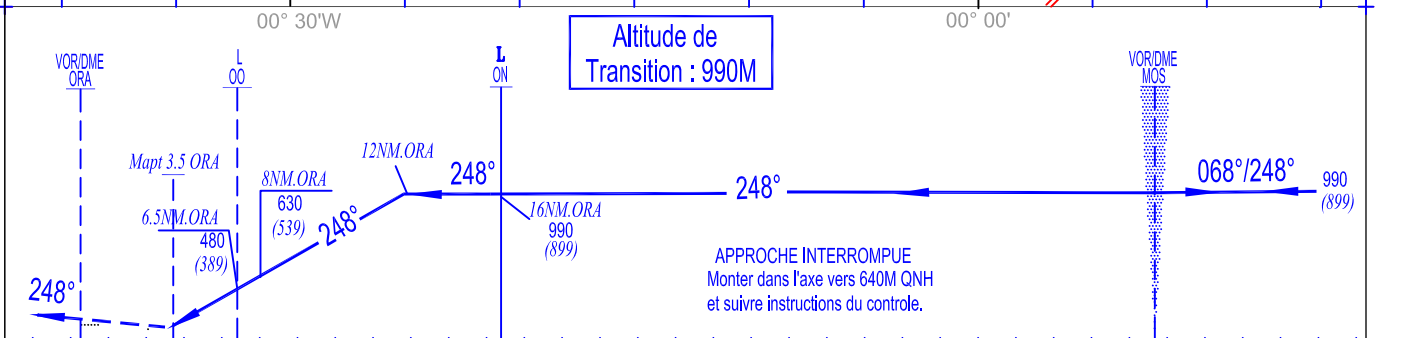 00° 30'W
00° 00'
Altitude de
Transition : 990M
VOR/DME
ORA
L
OO
L
ON
VOR/DME
MOS
Mapt 3.5 ORA
12NM.ORA
248°
068°/248°
990
(899)
8NM.ORA
630
(539)
248°
248°
6.5NM.ORA
480
(389)
16NM.ORA
990
(899)
APPROCHE INTERROMPUE
Monter dans l'axe vers 640M QNH
et suivre instructions du controle.
248°